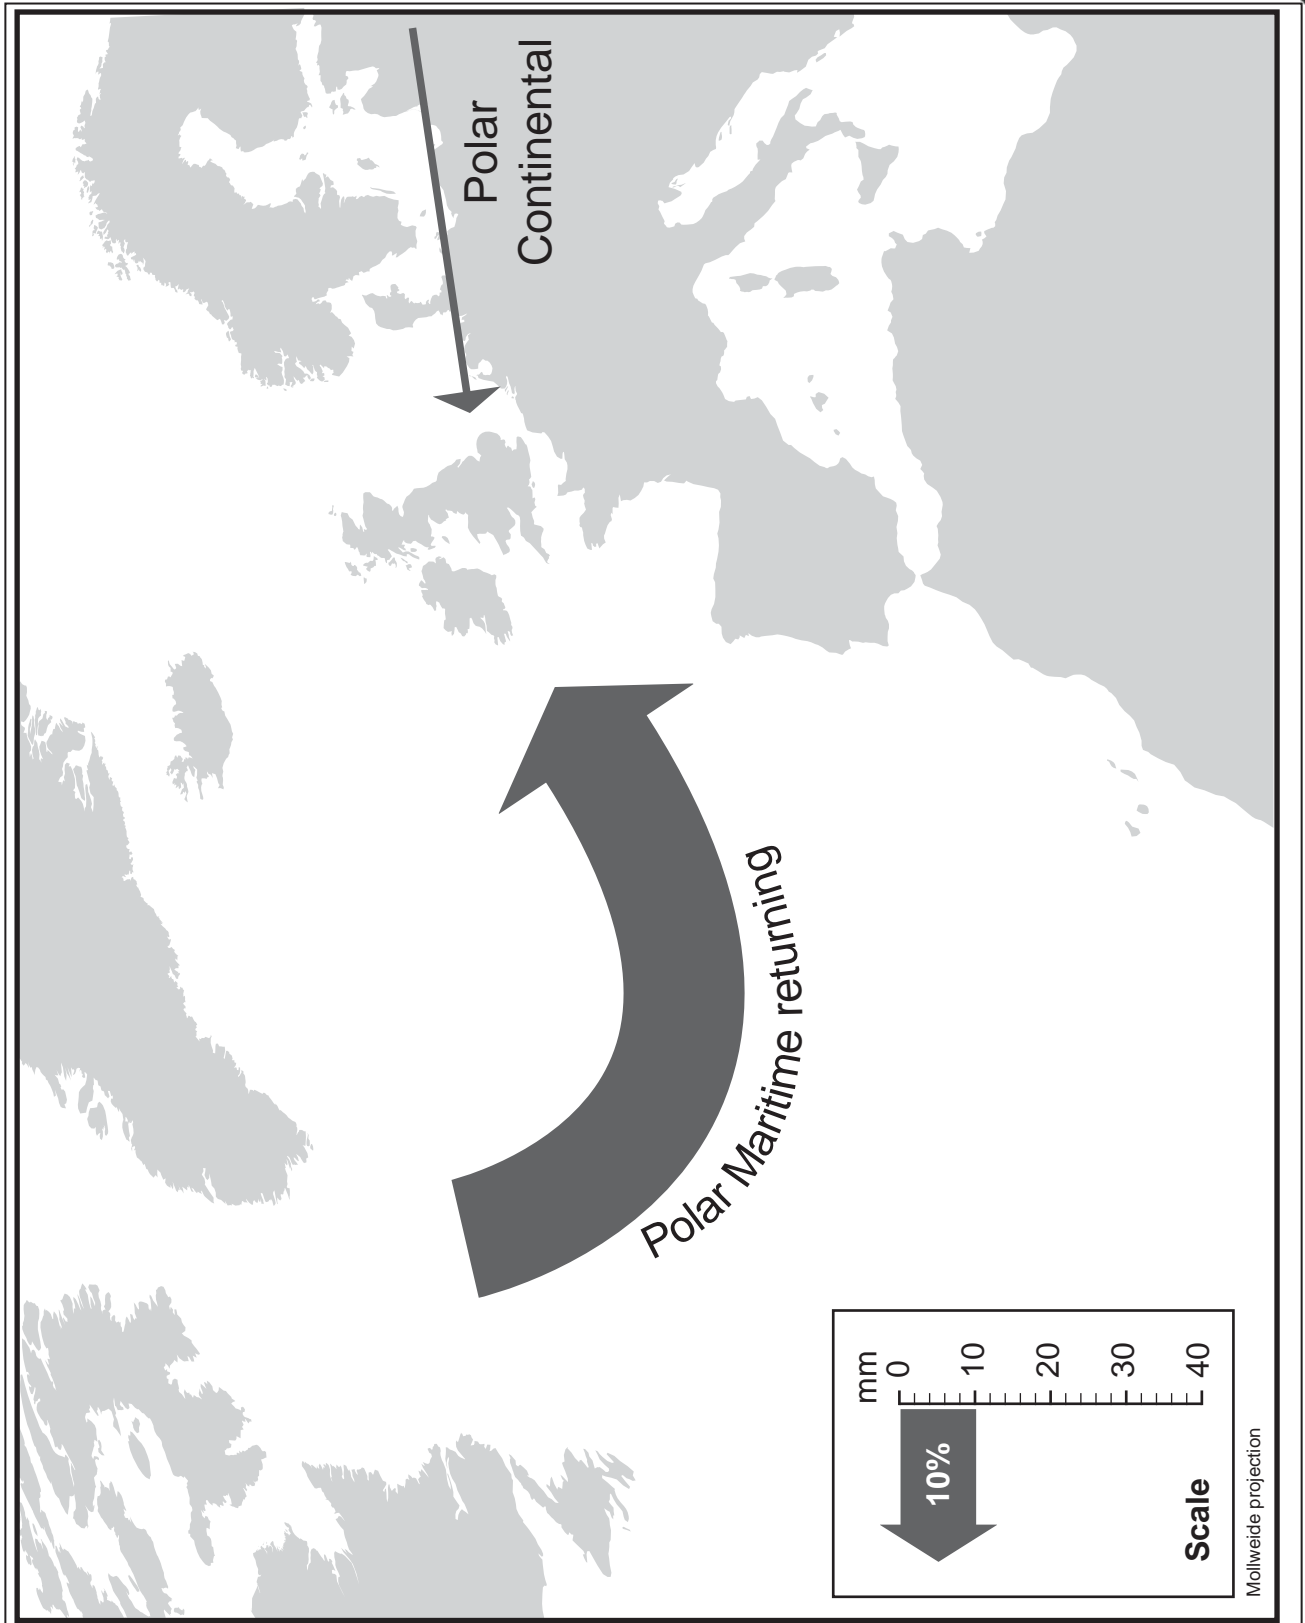 Polar
Continental
Polar Maritime returning
mm
0
10
20
30
40
10%
Scale
Mollweide projection